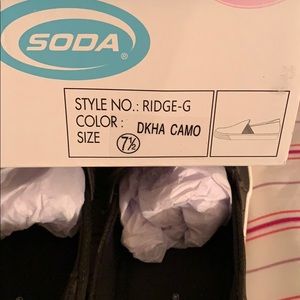 SODA®
STYLE NO.: RIDGE-G
COLOR: DKHA CAMO
SIZE 7½